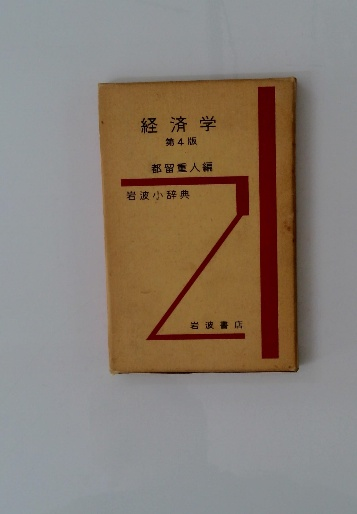 経済学
第4版
都留重人編
岩波小辞典
岩波書店